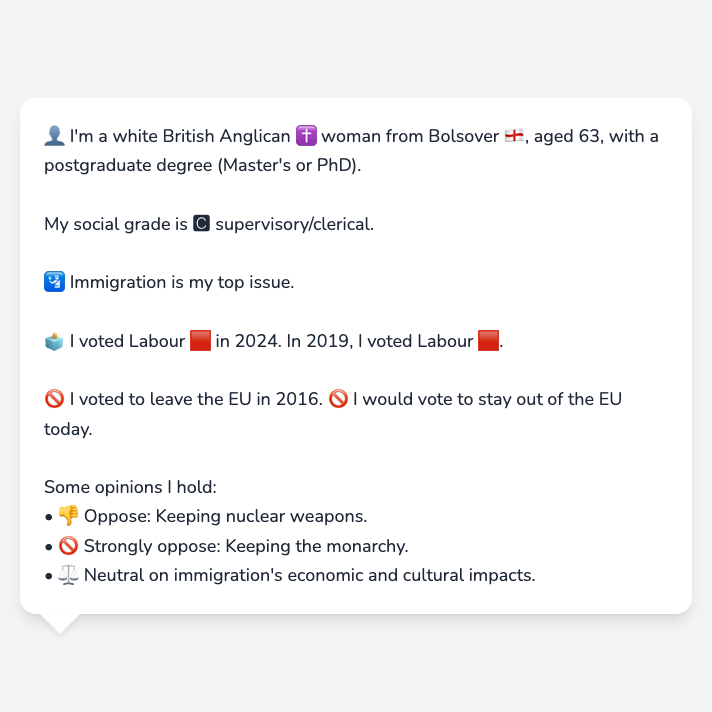 👤 I'm a white British Anglican ✝️ woman from Bolsover 🏴󠁧󠁢󠁥󠁮󠁧󠁿, aged 63, with a
postgraduate degree (Master's or PhD).
My social grade is 🅲 supervisory/clerical.
🛂 Immigration is my top issue.
🗳️ I voted Labour 🟥 in 2024. In 2019, I voted Labour 🟥.
🚫 I voted to leave the EU in 2016. 🚫 I would vote to stay out of the EU
today.
Some opinions I hold:
• 👎 Oppose: Keeping nuclear weapons.
• 🚫 Strongly oppose: Keeping the monarchy.
• ⚖️ Neutral on immigration's economic and cultural impacts.